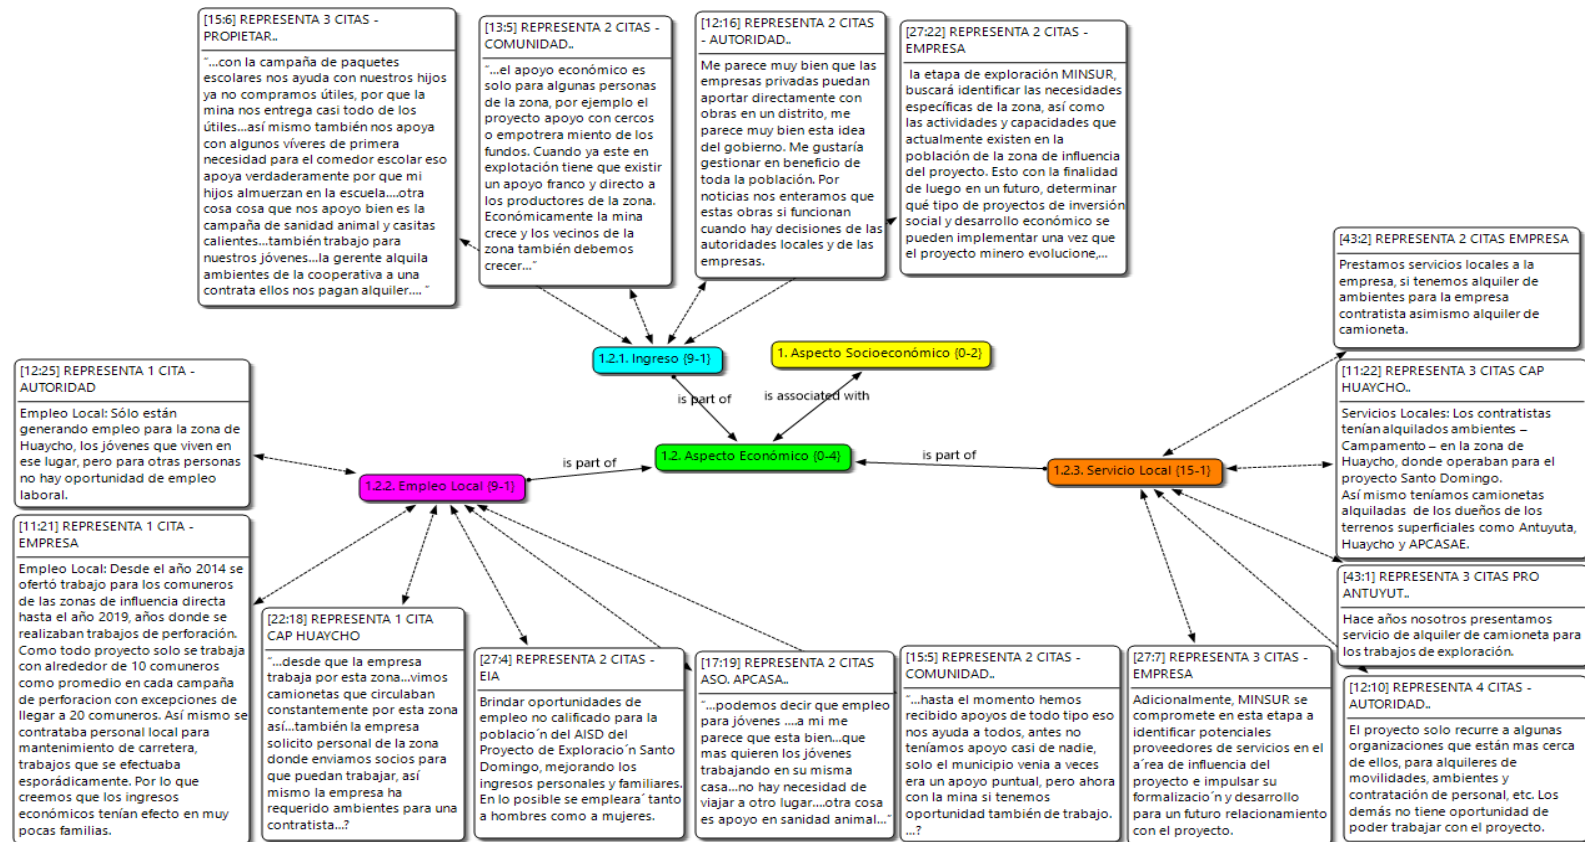 [15:6] REPRESENTA 3 CITAS -
PROPIETAR..
"...con la campaña de paquetes
escolares nos ayuda con nuestros hijos
ya no compramos útiles, por que la
mina nos entrega casi todo de los
útiles...así mismo también nos apoya
con algunos víveres de primera
necesidad para el comedor escolar eso
apoya verdaderamente por que mi
hijos almuerzan en la escuela....otra
cosa cosa que nos apoyo bien es la
campaña de sanidad animal y casitas
calientes...también trabajo para
nuestros jóvenes...la gerente alquila
ambientes de la cooperativa a una
contrata ellos nos pagan alquiler.... "
[13:5] REPRESENTA 2 CITAS -
COMUNIDAD..
"...el apoyo económico es
solo para algunas personas
de la zona, por ejemplo el
proyecto apoyo con cercos
o empotrera miento de los
fundos. Cuando ya este en
explotación tiene que existir
un apoyo franco y directo a
los productores de la zona.
Económicamente la mina
crece y los vecinos de la
zona también debemos
crecer..."
[12:16] REPRESENTA 2 CITAS
- AUTORIDAD..
Me parece muy bien que las
empresas privadas puedan
aportar directamente con
obras en un distrito, me
parece muy bien esta idea
del gobierno. Me gustaría
gestionar en beneficio de
toda la población. Por
noticias nos enteramos que
estas obras si funcionan
cuando hay decisiones de las
autoridades locales y de las
empresas.
[27:22] REPRESENTA 2 CITAS -
EMPRESA
la etapa de exploración MINSUR,
buscará identificar las necesidades
específicas de la zona, así como
las actividades y capacidades que
actualmente existen en la
población de la zona de influencia
del proyecto. Esto con la finalidad
de luego en un futuro, determinar
qué tipo de proyectos de inversión
social y desarrollo económico se
pueden implementar una vez que
el proyecto minero evolucione,...
[43:2] REPRESENTA 2 CITAS EMPRESA
Prestamos servicios locales a la
empresa, si tenemos alquiler de
ambientes para la empresa
contratista asimismo alquiler de
camioneta.
1.2.1. Ingreso {9-1}
1. Aspecto Socioeconómico {0-2}
is part of
is associated with
[12:25] REPRESENTA 1 CITA -
AUTORIDAD
Empleo Local: Sólo están
generando empleo para la zona de
Huaycho, los jóvenes que viven en
ese lugar, pero para otras personas
no hay oportunidad de empleo
laboral.
[11:22] REPRESENTA 3 CITAS CAP
HUAYCHO..
Servicios Locales: Los contratistas
tenían alquilados ambientes –
Campamento – en la zona de
Huaycho, donde operaban para el
proyecto Santo Domingo.
Así mismo teníamos camionetas
alquiladas  de los dueños de los
terrenos superficiales como Antuyuta,
Huaycho y APCASAE.
is part of
1.2. Aspecto Económico {0-4}
is part of
1.2.2. Empleo Local {9-1}
1.2.3. Servicio Local {15-1}
[11:21] REPRESENTA 1 CITA -
EMPRESA
Empleo Local: Desde el año 2014 se
ofertó trabajo para los comuneros
de las zonas de influencia directa
hasta el año 2019, años donde se
realizaban trabajos de perforación.
Como todo proyecto solo se trabaja
con alrededor de 10 comuneros
como promedio en cada campaña
de perforacion con excepciones de
llegar a 20 comuneros. Así mismo se
contrataba personal local para
mantenimiento de carretera,
trabajos que se efectuaba
esporádicamente. Por lo que
creemos que los ingresos
económicos tenían efecto en muy
pocas familias.
[22:18] REPRESENTA 1 CITA
CAP HUAYCHO
"...desde que la empresa
trabaja por esta zona...vimos
camionetas que circulaban
constantemente por esta zona
así...también la empresa
solicito personal de la zona
donde enviamos socios para
que puedan trabajar, así
mismo la empresa ha
requerido ambientes para una
contratista...?
[27:4] REPRESENTA 2 CITAS -
EIA
Brindar oportunidades de
empleo no calificado para la
població´n del AISD del
Proyecto de Exploració´n Santo
Domingo, mejorando los
ingresos personales y familiares.
En lo posible se empleara´ tanto
a hombres como a mujeres.
[17:19] REPRESENTA 2 CITAS
ASO. APCASA..
"...podemos decir que empleo
para jóvenes ....a mi me
parece que esta bien...que
mas quieren los jóvenes
trabajando en su misma
casa...no hay necesidad de
viajar a otro lugar....otra cosa
es apoyo en sanidad animal..."
[15:5] REPRESENTA 2 CITAS -
COMUNIDAD..
"...hasta el momento hemos
recibido apoyos de todo tipo eso
nos ayuda a todos, antes no
teníamos apoyo casi de nadie,
solo el municipio venia a veces
era un apoyo puntual, pero ahora
con la mina si tenemos
oportunidad también de trabajo.
...?
[27:7] REPRESENTA 3 CITAS -
EMPRESA
Adicionalmente, MINSUR se
compromete en esta etapa a
identificar potenciales
proveedores de servicios en el
a´rea de influencia del
proyecto e impulsar su
formalizacio´n y desarrollo
para un futuro relacionamiento
con el proyecto.
[43:1] REPRESENTA 3 CITAS PRO
ANTUYUT..
Hace años nosotros presentamos
servicio de alquiler de camioneta para
los trabajos de exploración.
[12:10] REPRESENTA 4 CITAS -
AUTORIDAD..
El proyecto solo recurre a algunas
organizaciones que están mas cerca
de ellos, para alquileres de
movilidades, ambientes y
contratación de personal, etc. Los
demás no tiene oportunidad de
poder trabajar con el proyecto.